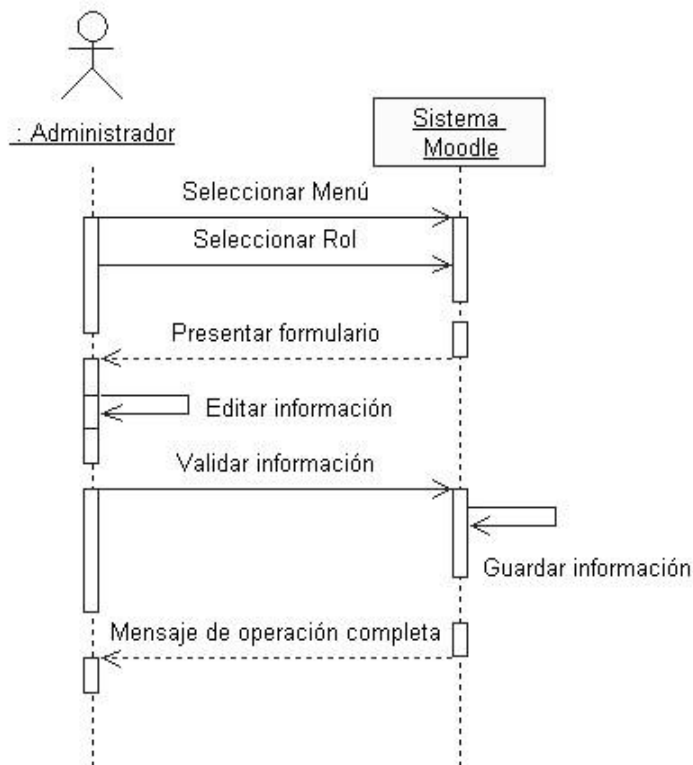 : Administrador
Sistema
Moodle
Seleccionar Menú
Seleccionar Rol
Presentar formulario
Editar información
Validar información
Guardar información
Mensaje de operación completa